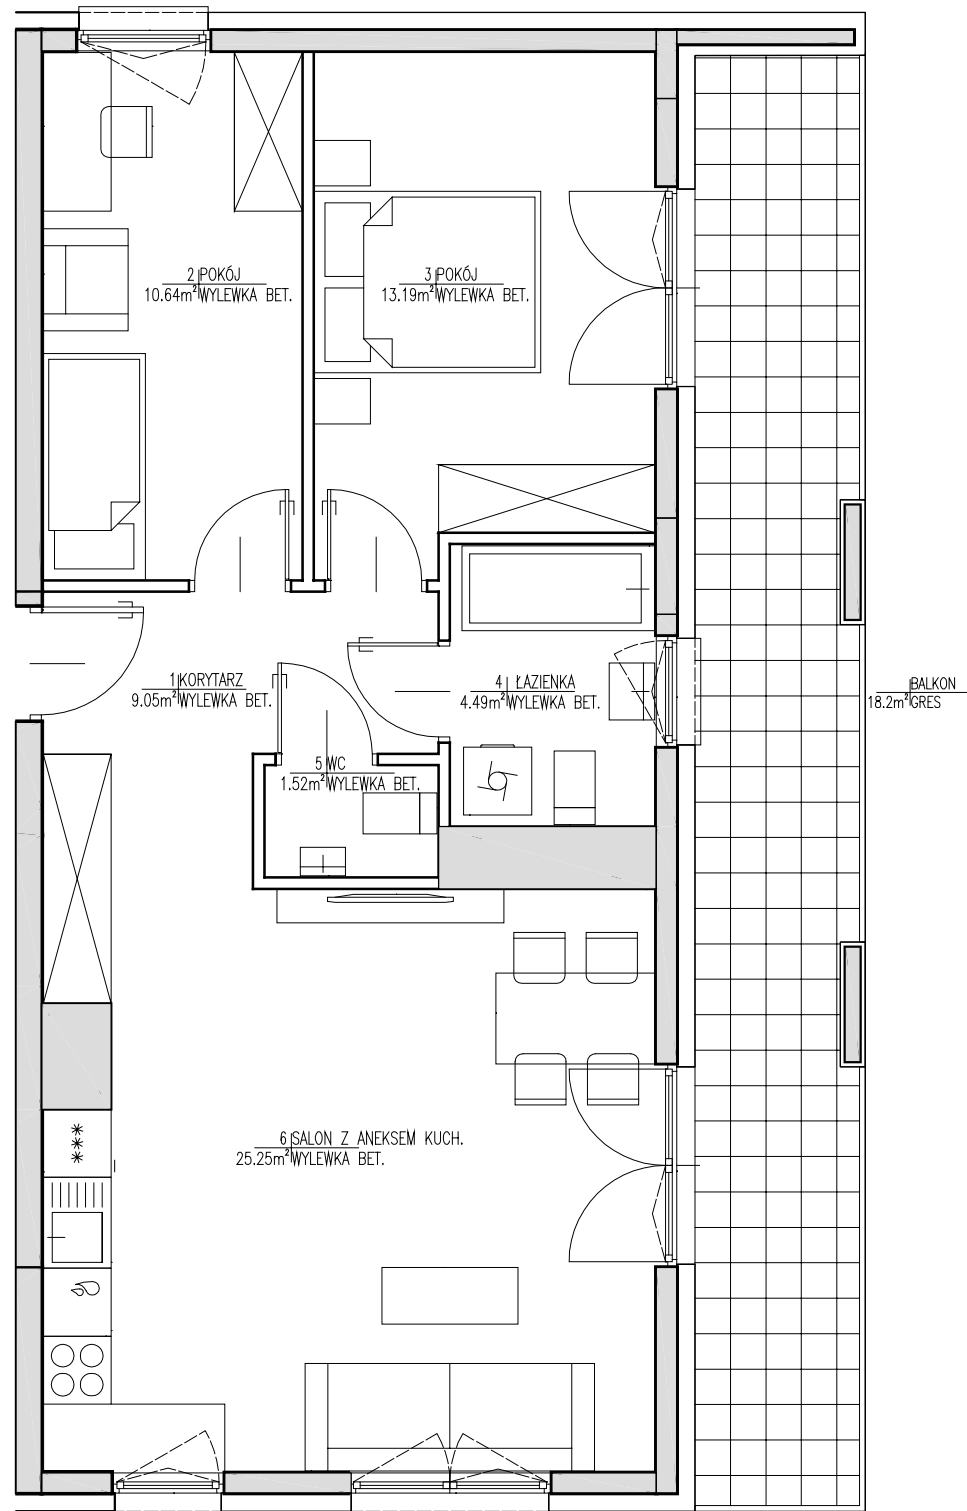 2 POKÓJ
10.64m² WYLEWKA BET.
3 POKÓJ
13.19m² WYLEWKA BET.
1 KORYTARZ
9.05m² WYLEWKA BET.
4 ŁAZIENKA
4.49m² WYLEWKA BET.
BALKON
18.2m² GRES
5 WC
1.52m² WYLEWKA BET.
6 SALON Z ANEKSEM KUCH.
25.25m² WYLEWKA BET.